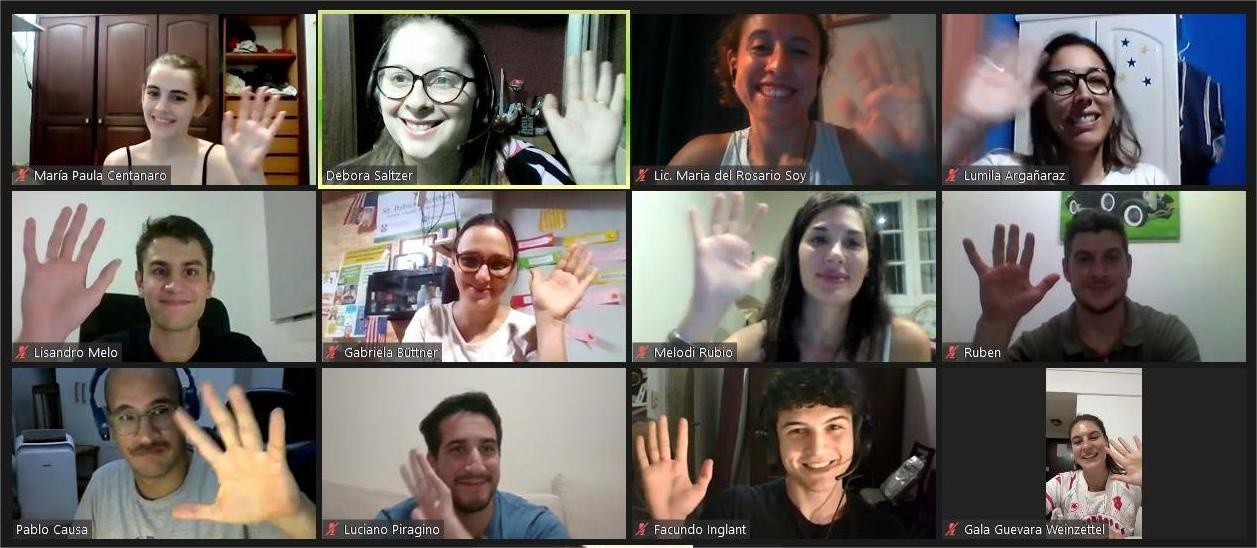 María Paula Centanaro
Debora Saltzer
Lic. Maria del Rosario Soy
Lumila Argañaraz
Lisandro Melo
Gabriela Büttner
Melodi Rubio
Ruben
Pablo Causa
Luciano Piragino
Facundo Inglant
Gala Guevara Weinzettel